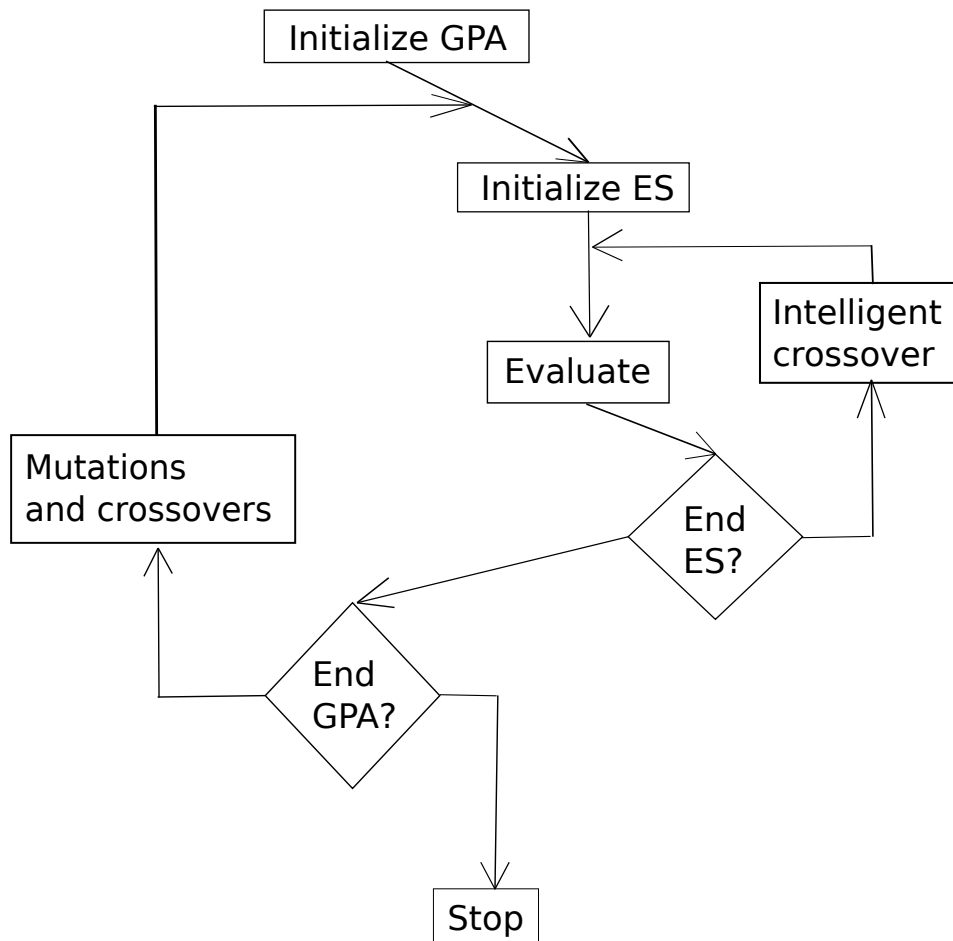 Initialize GPA
Initialize ES
Intelligent
crossover
Evaluate
Mutations
and crossovers
End
ES?
End
GPA?
Stop